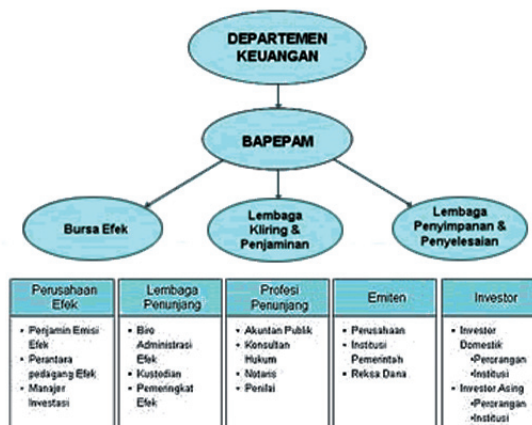 DEPARTEMEN
KEUANGAN
BAPEPAM
Bursa Efek
Lembaga
Kliring &
Penjaminan
Lembaga
Penyimpanan &
Penyelesaian
Perusahaan
Efek
• Penjamin Emisi
Efek
• Perantara
pedagang Efek
• Manajer
Investasi
Lembaga
Penunjang
• Biro
Administrasi
Efek
• Kustodian
• Pemeringkat
Efek
Profesi
Penunjang
• Akuntan Publik
• Konsultan
Hukum
• Notaris
• Penilai
Emiten
• Perusahaan
• Institusi
Pemerintah
• Reksa Dana
Investor
• Investor
Domestik
•Perorangan
•Institusi
• Investor Asing
•Perorangan
•Institusi